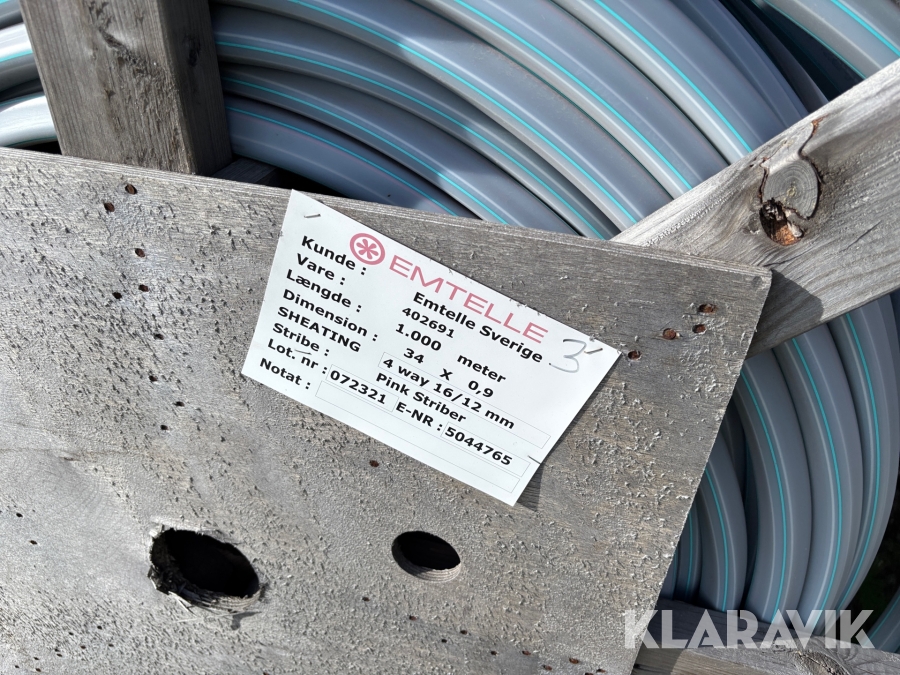 EMTELLE
Kunde : Emtelle Sverige
Vare : 402691
Længde : 1.000 meter
Dimension : 34 x 0,9
SHEATING 4 way 16/12 mm
Stribe : Pink Striber
Lot. nr : 072321 E-NR : 5044765
Notat :
3
KLARAVIK